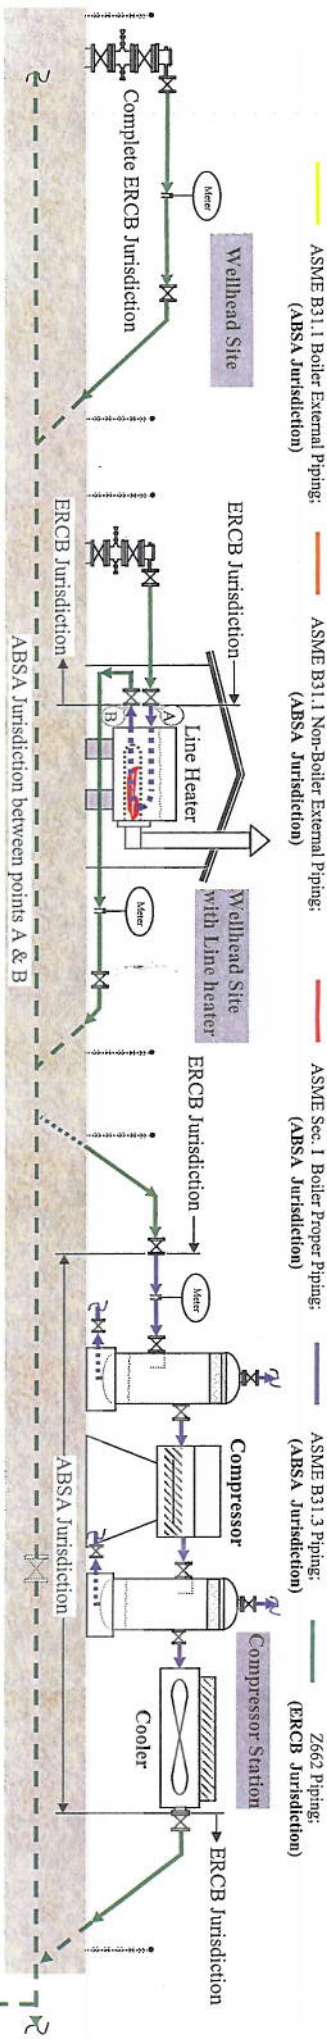 ASME B31.1 Boiler External Piping;
(ABSA Jurisdiction)
ASME B31.1 Non-Boiler External Piping;
(ABSA Jurisdiction)
ASME Sec. I Boiler Proper Piping;
(ABSA Jurisdiction)
ASME B31.3 Piping;
(ABSA Jurisdiction)
Z662 Piping;
(ERCB Jurisdiction)
Wellhead Site
Meter
Complete ERCB Jurisdiction
ERCB Jurisdiction
Wellhead Site
with Line heater
Line Heater
A
B
Meter
ERCB Jurisdiction
ABSA Jurisdiction between points A & B
ERCB Jurisdiction
Meter
Compressor
Compressor Station
Cooler
ERCB Jurisdiction
ABSA Jurisdiction